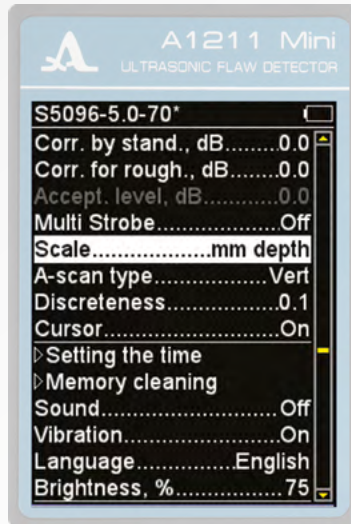 A1211 Mini
ULTRASONIC FLAW DETECTOR
S5096-5.0-70*
Corr. by stand., dB........0.0
Corr. for rough., dB.......0.0
Accept. level, dB............0.0
Multi Strobe....................Off
Scale...................mm depth
A-scan type..................Vert
Discreteness..................0.1
Cursor............................On
▷Setting the time
▷Memory cleaning
Sound............................Off
Vibration.........................On
Language................English
Brightness, %.................75